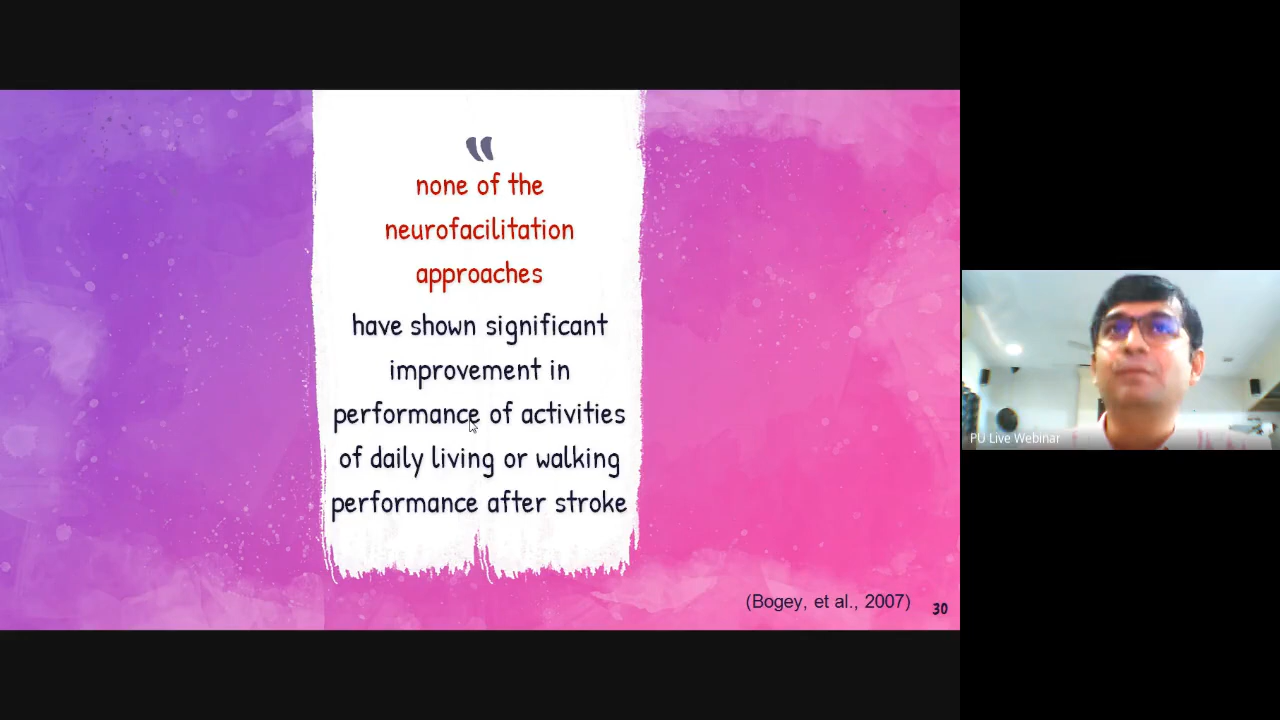 “
none of the
neurofacilitation
approaches
have shown significant
improvement in
performance of activities
of daily living or walking
performance after stroke
(Bogey, et al., 2007)
30
PU Live Webinar